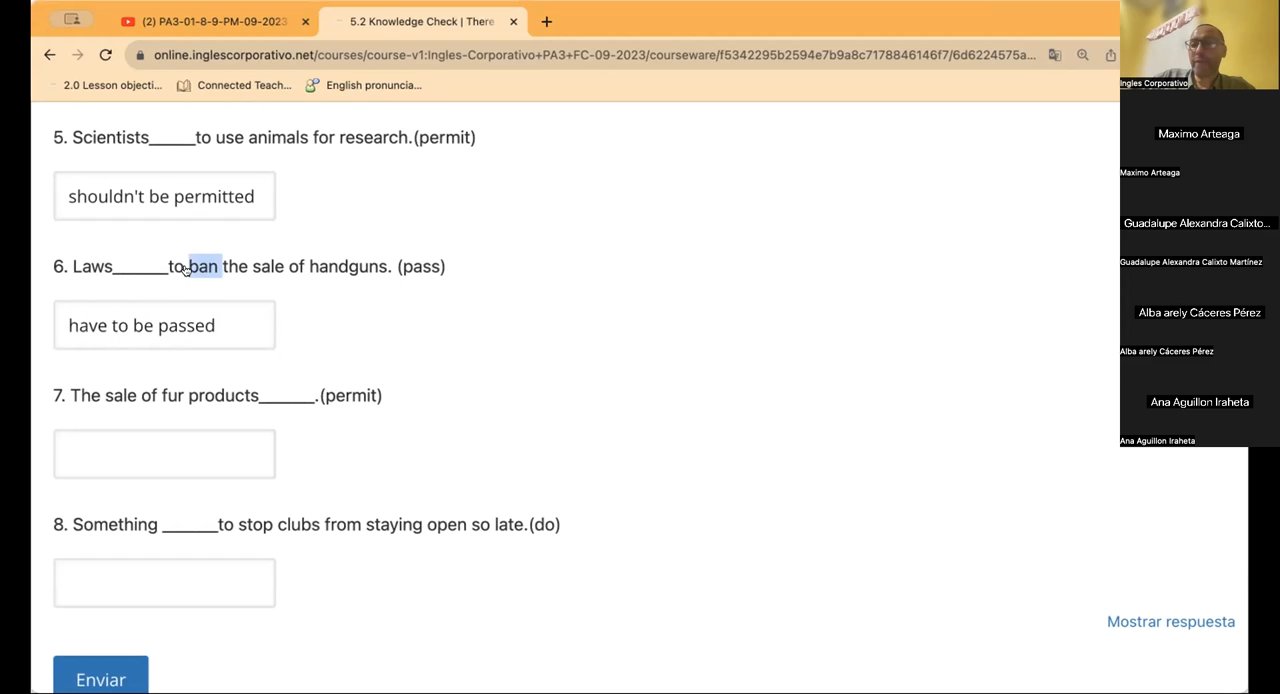 (2) PA3-01-8-9-PM-09-2023
5.2 Knowledge Check | There
online.inglescorporativo.net/courses/course-v1:Ingles-Corporativo+PA3+FC-09-2023/courseware/f5342295b2594e7b9a8c7178846146f7/6d6224575a...
2.0 Lesson objecti...
Connected Teach...
English pronuncia...
5. Scientists_____to use animals for research.(permit)
shouldn't be permitted
6. Laws______to ban the sale of handguns. (pass)
have to be passed
7. The sale of fur products______.(permit)
8. Something ______to stop clubs from staying open so late.(do)
Mostrar respuesta
Enviar
Ingles Corporativo
Maximo Arteaga
Maximo Arteaga
Guadalupe Alexandra Calixto...
Guadalupe Alexandra Calixto Martínez
Alba arely Cáceres Pérez
Alba arely Cáceres Pérez
Ana Aguillon Iraheta
Ana Aguillon Iraheta